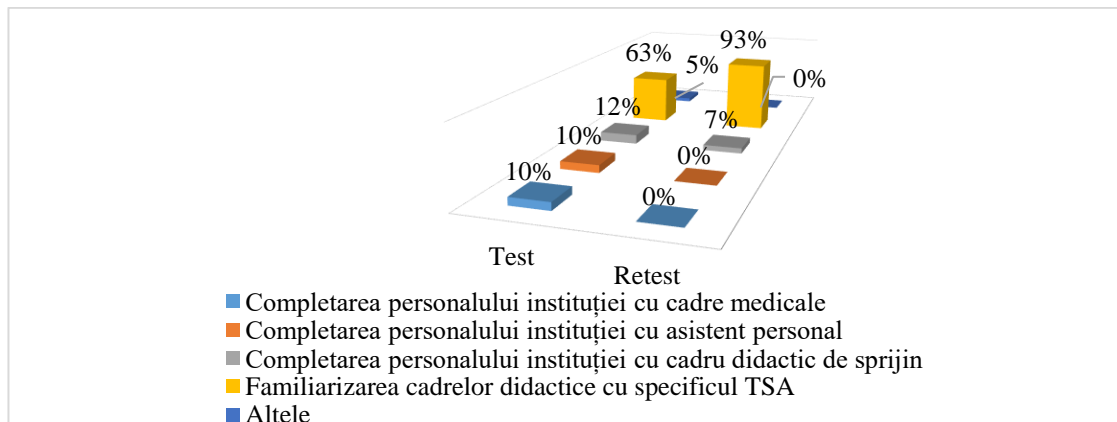 93%
63%
5%
0%
12%
7%
10%
0%
10%
0%
Test
Retest
Completarea personalului instituției cu cadre medicale
Completarea personalului instituției cu asistent personal
Completarea personalului instituției cu cadru didactic de sprijin
Familiarizarea cadrelor didactice cu specificul TSA
Altele